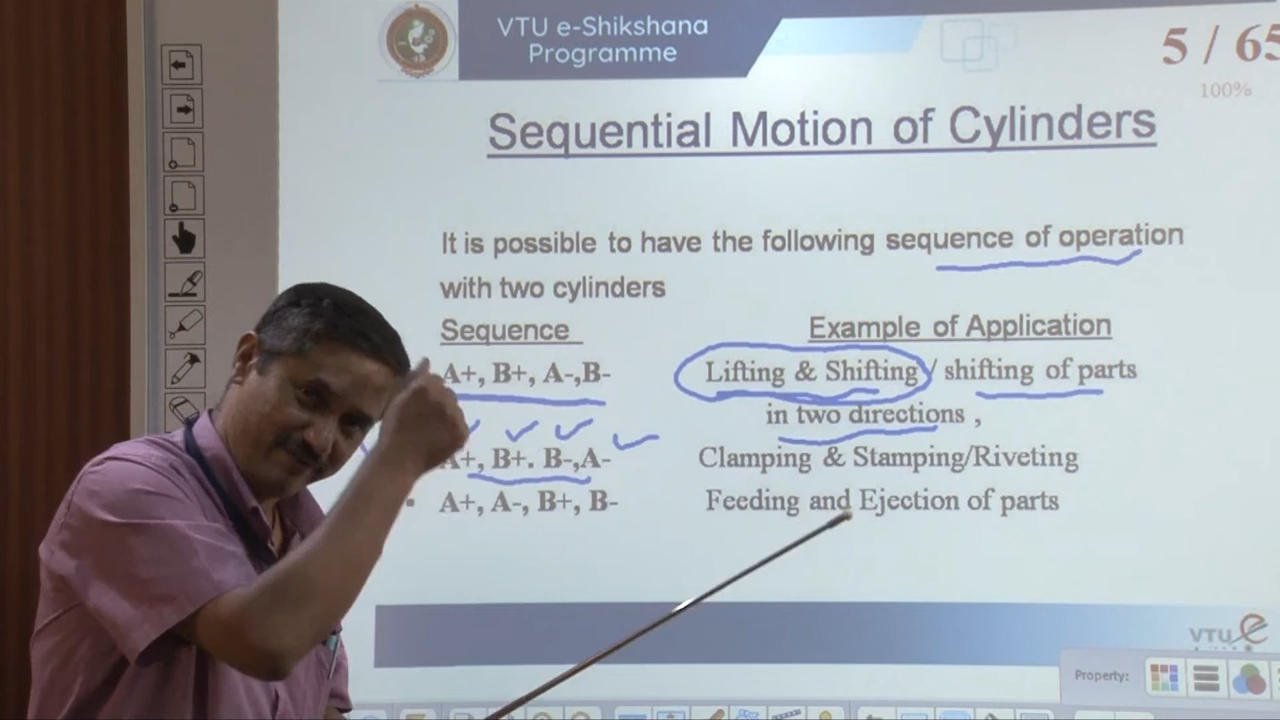 VTU e-Shikshana
Programme
5 / 65
100%
Sequential Motion of Cylinders
It is possible to have the following sequence of operation
with two cylinders
Sequence Example of Application
A+, B+, A-,B- Lifting & Shifting / shifting of parts
in two directions ,
A+, B+. B-,A- Clamping & Stamping/Riveting
• A+, A-, B+, B- Feeding and Ejection of parts
VTU e
Property: